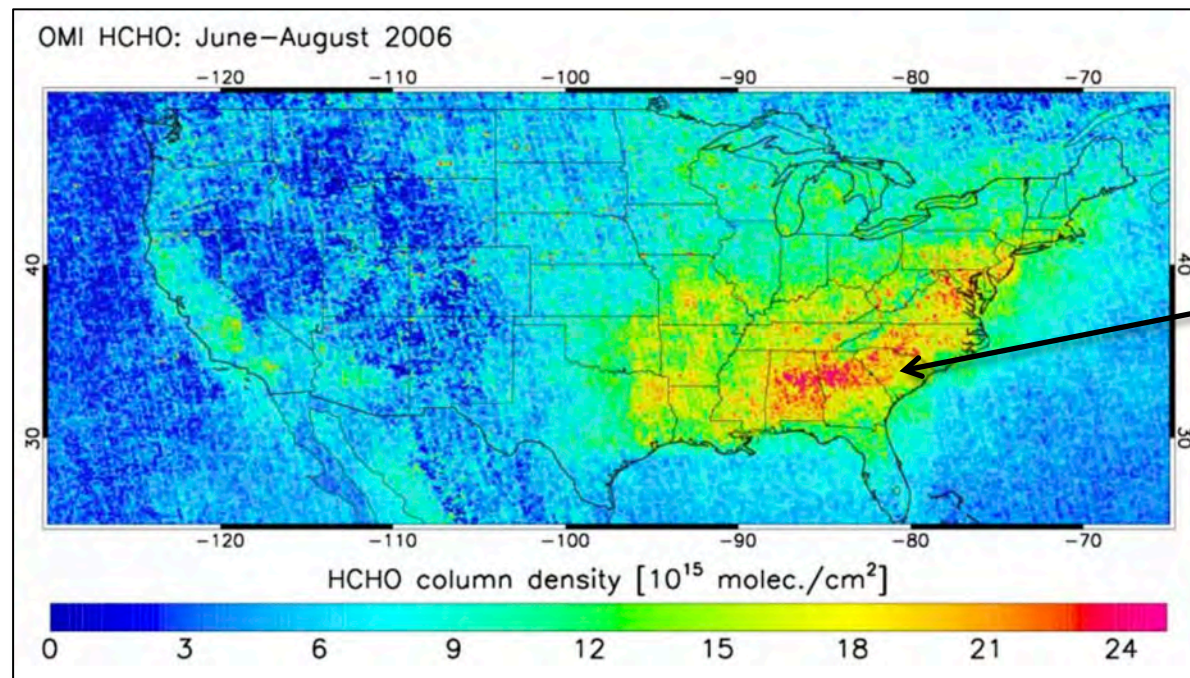 OMI HCHO: June-August 2006
-120 -110 -100 -90 -80 -70
40 40
30 30
-120 -110 -100 -90 -80 -70
HCHO column density [10¹⁵ molec./cm²]
0 3 6 9 12 15 18 21 24